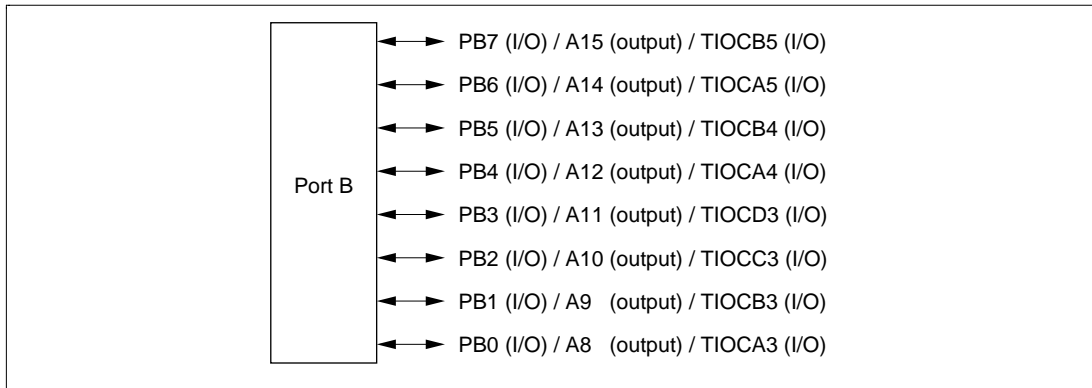 PB7 (I/O) / A15 (output) / TIOCB5 (I/O)
PB6 (I/O) / A14 (output) / TIOCA5 (I/O)
PB5 (I/O) / A13 (output) / TIOCB4 (I/O)
PB4 (I/O) / A12 (output) / TIOCA4 (I/O)
Port B
PB3 (I/O) / A11 (output) / TIOCD3 (I/O)
PB2 (I/O) / A10 (output) / TIOCC3 (I/O)
PB1 (I/O) / A9 (output) / TIOCB3 (I/O)
PB0 (I/O) / A8 (output) / TIOCA3 (I/O)